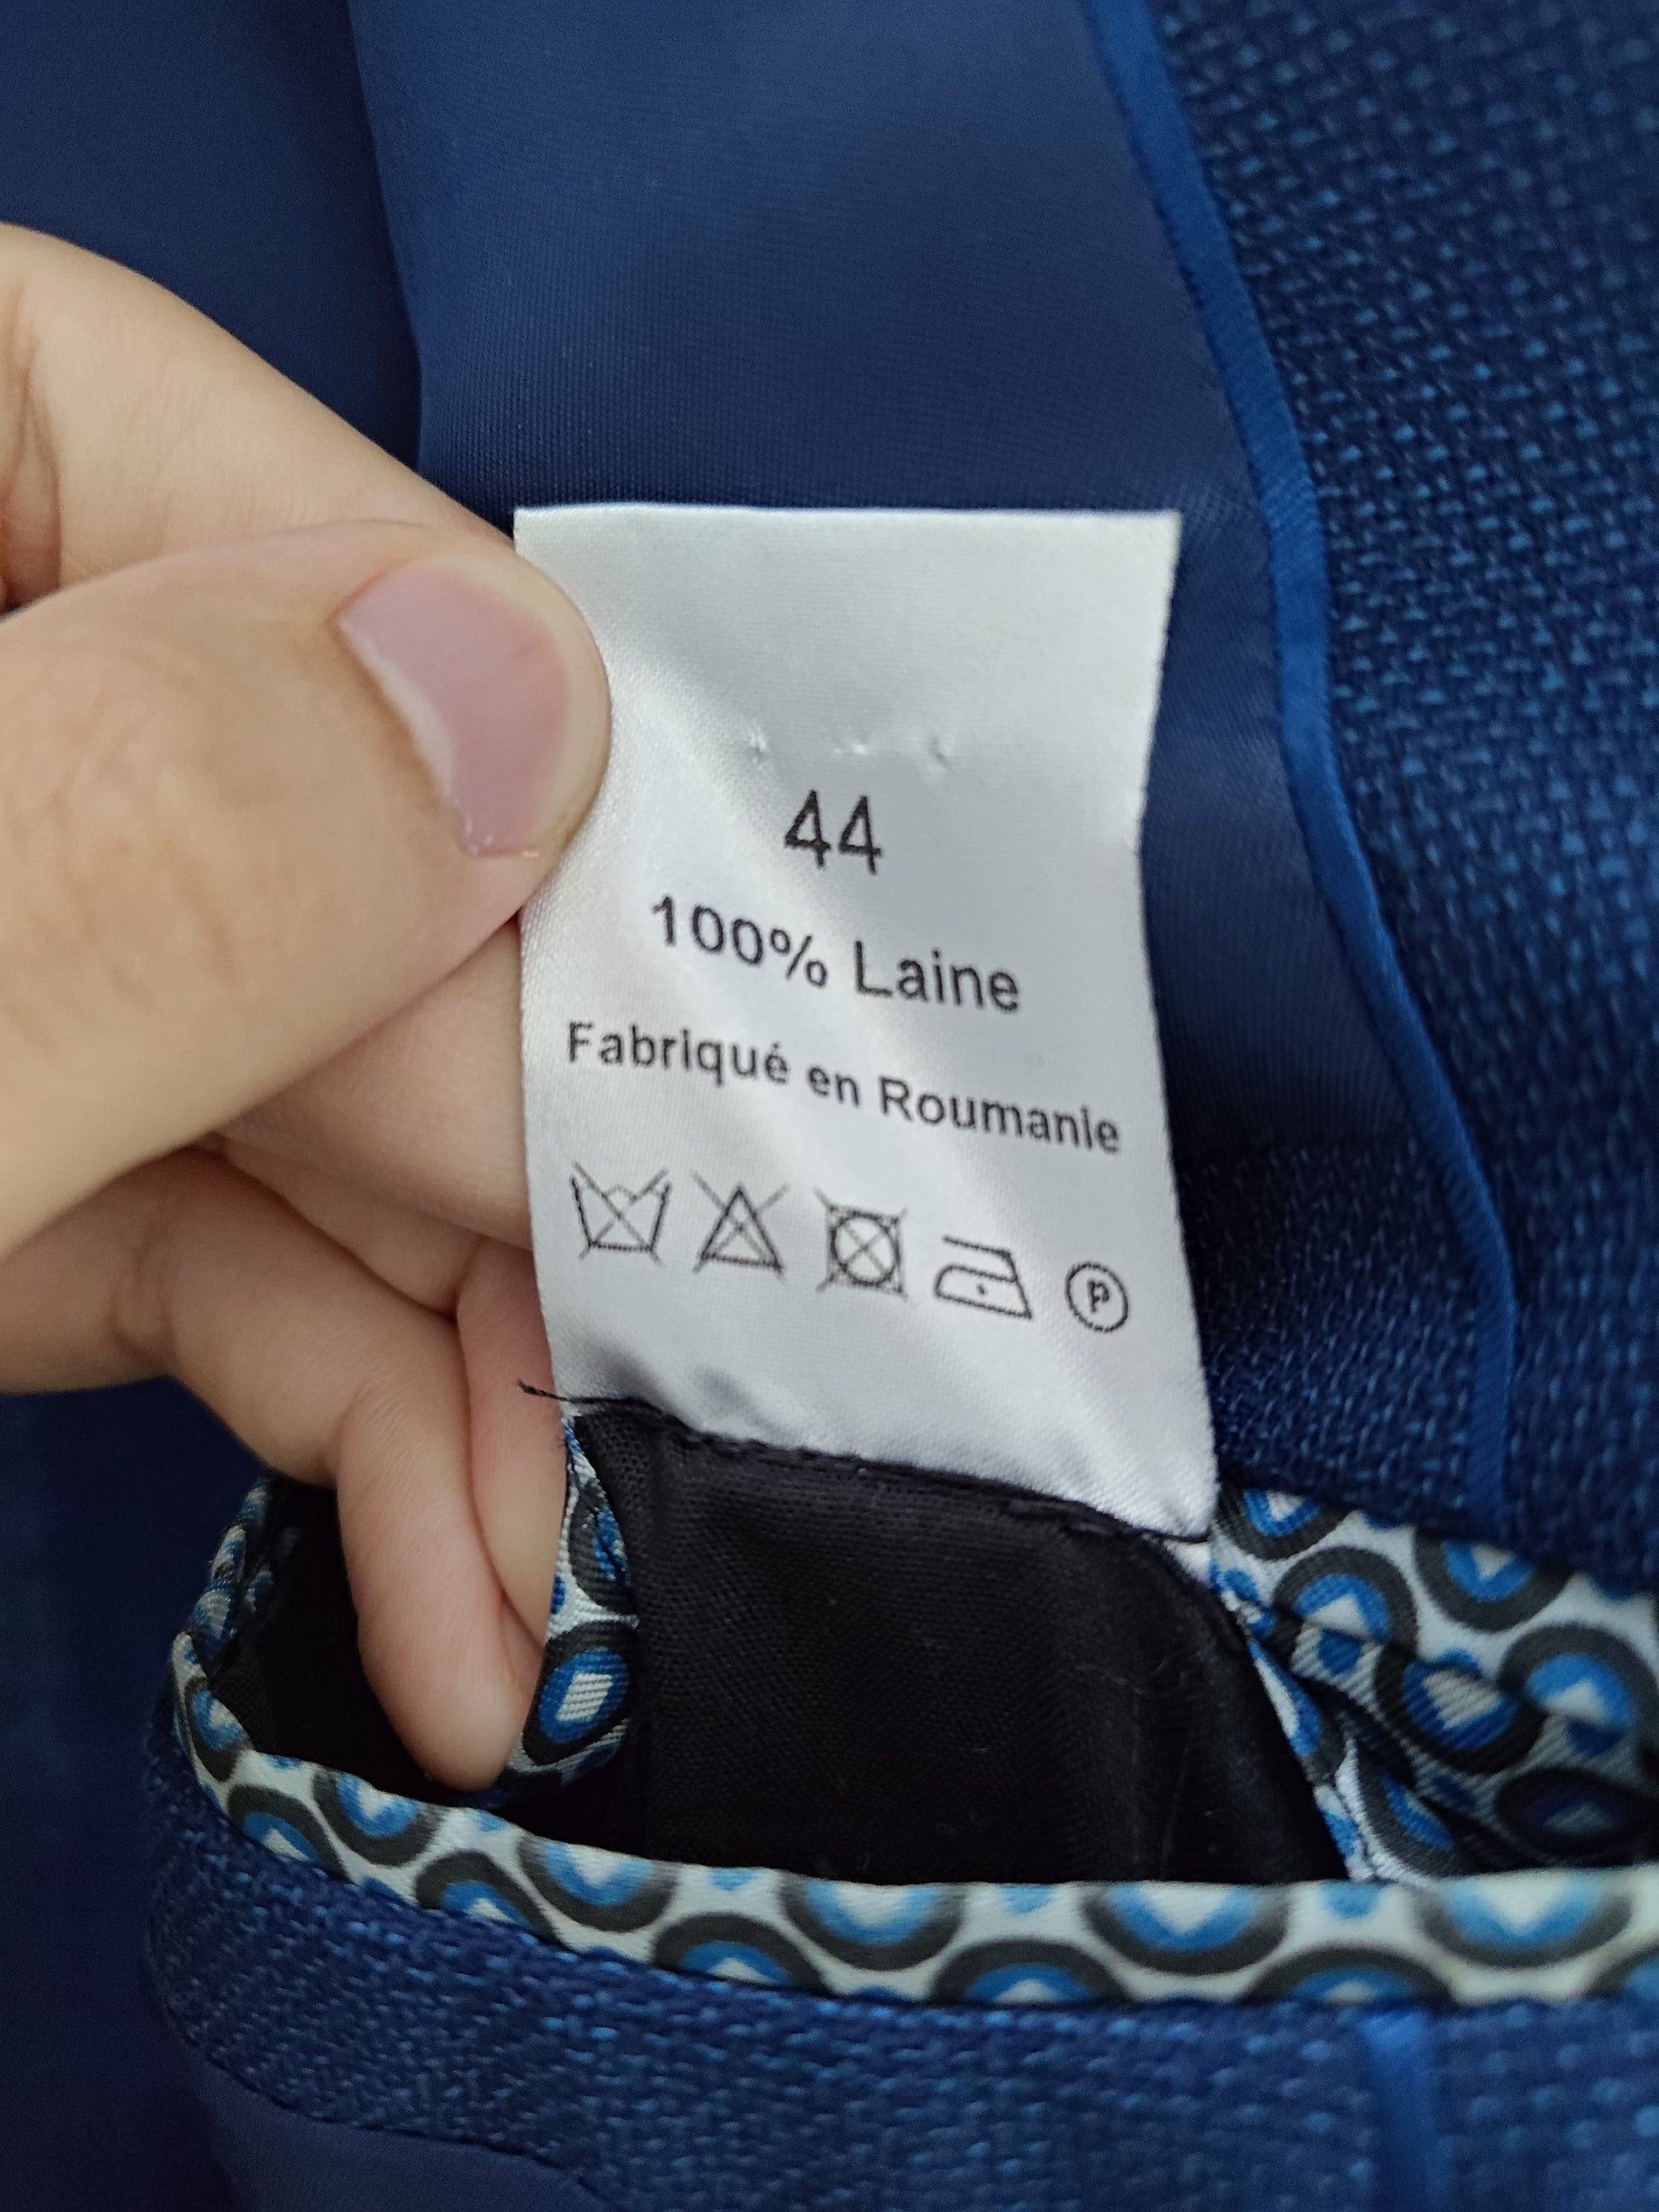 44
100% Laine
Fabriqué en Roumanie
P